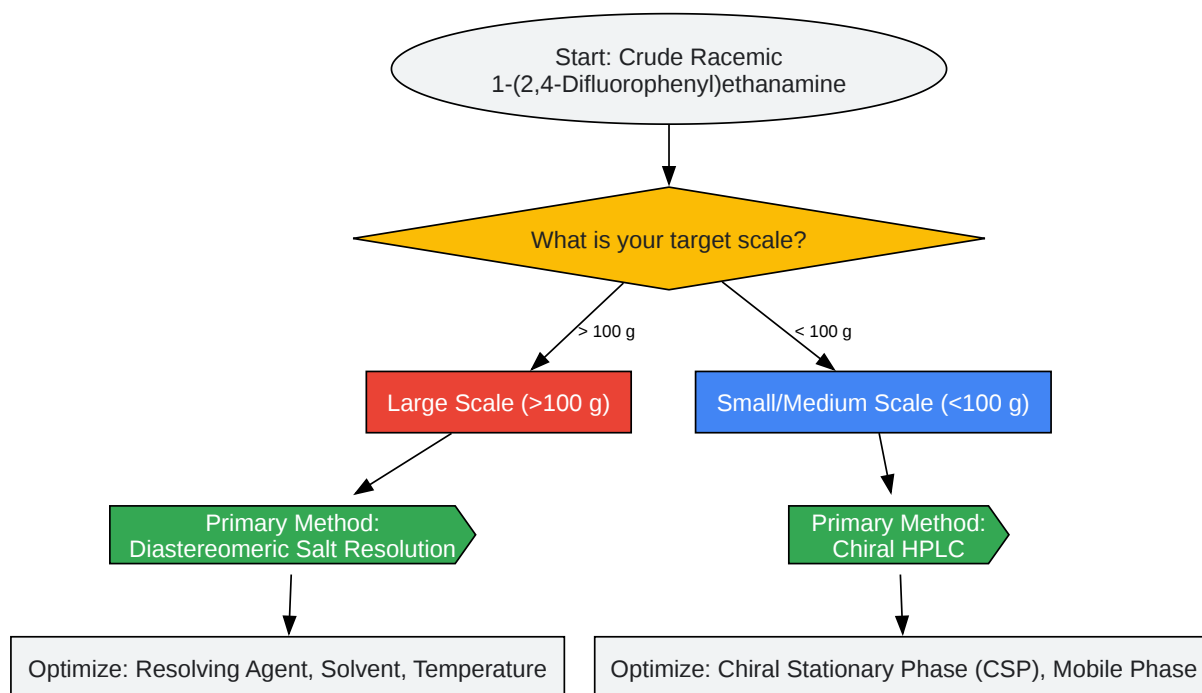 Start: Crude Racemic
1-(2,4-Difluorophenyl)ethanamine
What is your target scale?
> 100 g
< 100 g
Large Scale (>100 g)
Small/Medium Scale (<100 g)
Primary Method:
Diastereomeric Salt Resolution
Primary Method:
Chiral HPLC
Optimize: Resolving Agent, Solvent, Temperature
Optimize: Chiral Stationary Phase (CSP), Mobile Phase